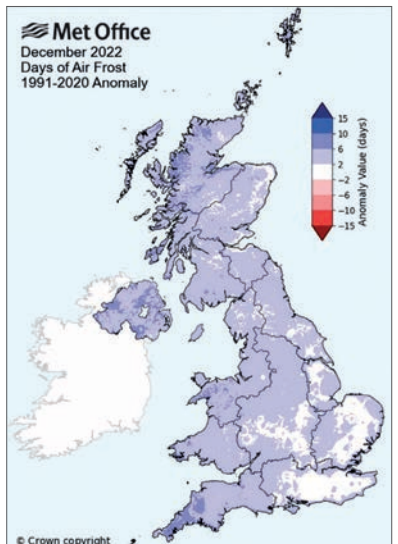 Met Office
December 2022
Days of Air Frost
1991-2020 Anomaly
15
10
6
2
−2
−6
−10
−15
Anomaly Value (days)
© Crown copyright